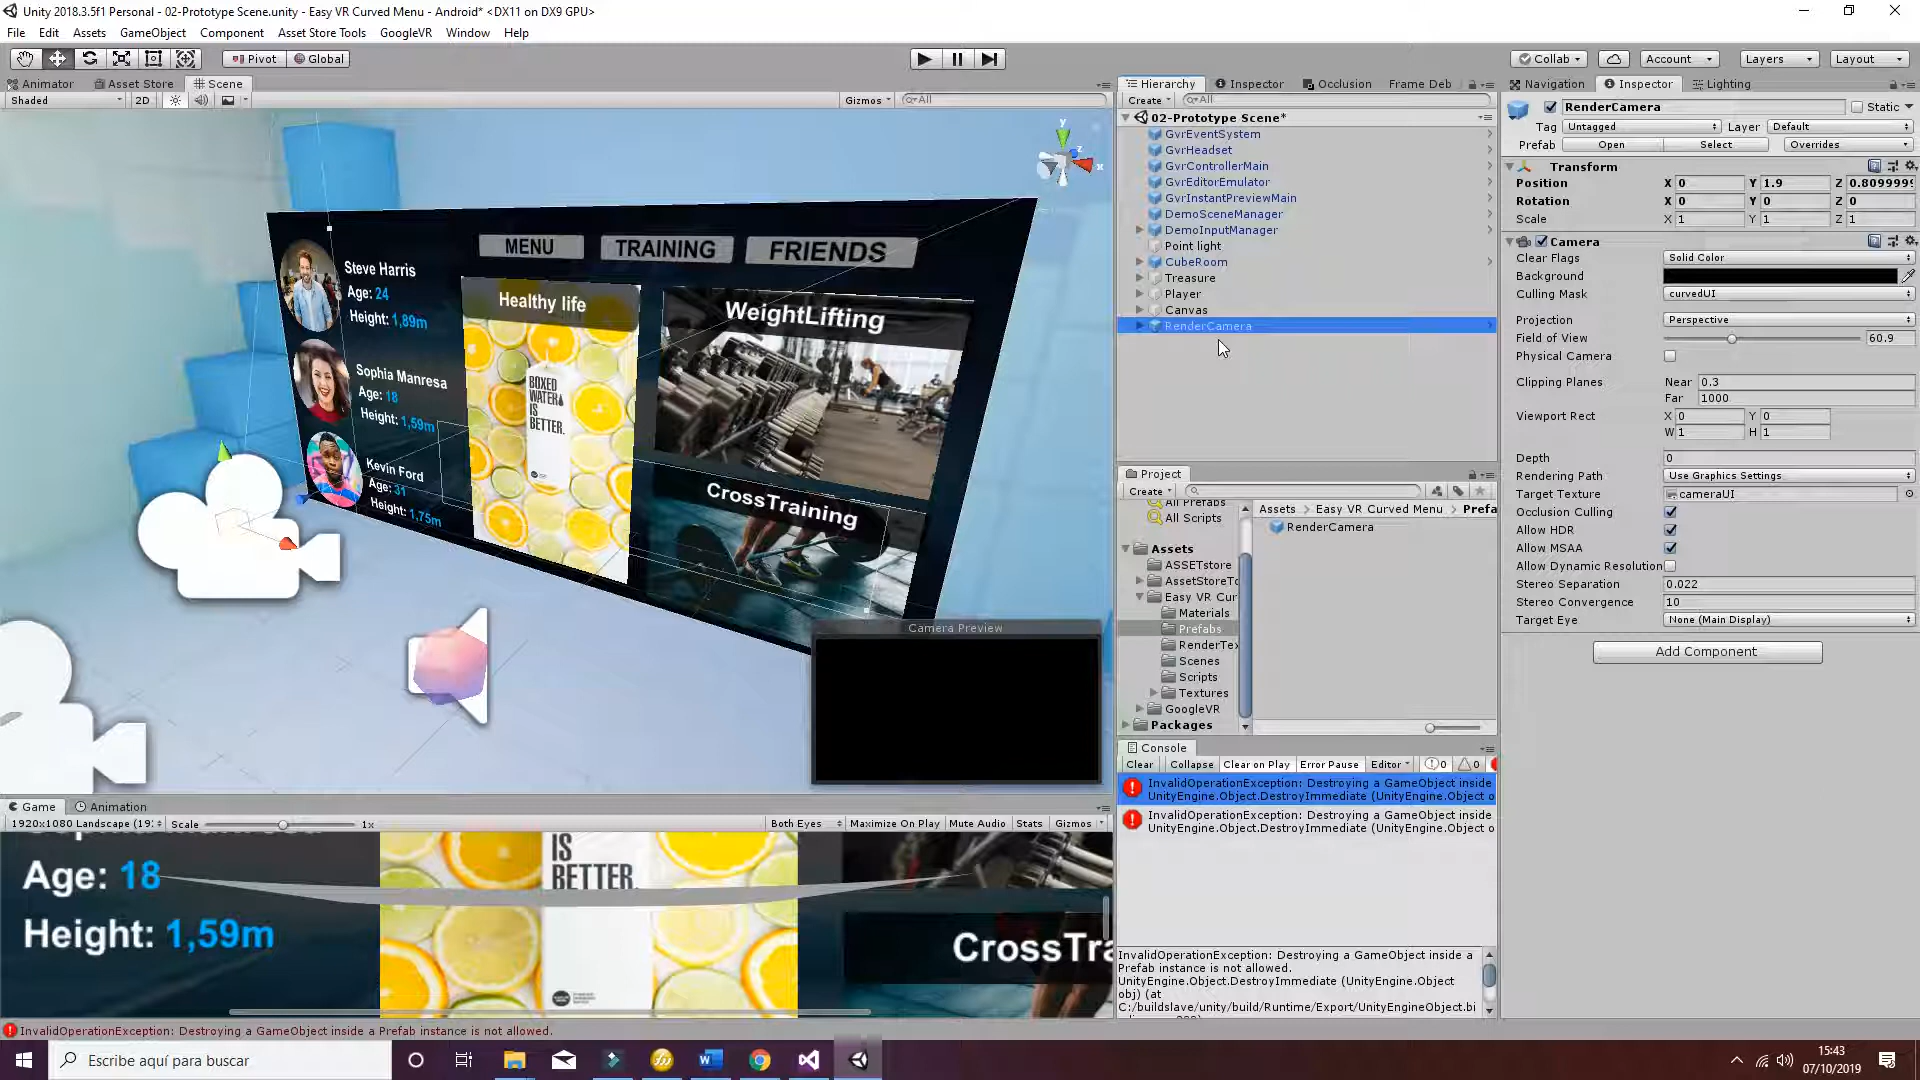 Unity 2018.3.5f1 Personal - 02-Prototype Scene.unity - Easy VR Curved Menu - Android* <DX11 on DX9 GPU>
File Edit Assets GameObject Component Asset Store Tools GoogleVR Window Help
Pivot Global Collab Account Layers Layout
Animator Asset Store Scene
Shaded 2D Gizmos All
MENU TRAINING FRIENDS
Steve Harris
Age: 24
Height: 1,89m
Sophia Manresa
Age: 18
Height: 1,59m
Kevin Ford
Age: 31
Height: 1,75m
Healthy life
BOXED
WATER
IS
BETTER.
WeightLifting
CrossTraining
y
z
x
Camera Preview
Game Animation
1920x1080 Landscape (19: Scale 1x Both Eyes Maximize On Play Mute Audio Stats Gizmos
Age: 18
Height: 1,59m
IS
BETTER.
CrossTra
Hierarchy Inspector Occlusion Frame Deb
Create All
02-Prototype Scene*
GvrEventSystem
GvrHeadset
GvrControllerMain
GvrEditorEmulator
GvrInstantPreviewMain
DemoSceneManager
DemoInputManager
Point light
CubeRoom
Treasure
Player
Canvas
RenderCamera
Project
Create
All Prefabs
All Scripts
Assets
ASSETstore
AssetStoreTo
Easy VR Cur
Materials
Prefabs
RenderTex
Scenes
Scripts
Textures
GoogleVR
Packages
Assets Easy VR Curved Menu Prefa
RenderCamera
Console
Clear Collapse Clear on Play Error Pause Editor 0 0
InvalidOperationException: Destroying a GameObject inside
UnityEngine.Object.DestroyImmediate (UnityEngine.Object o
InvalidOperationException: Destroying a GameObject inside
UnityEngine.Object.DestroyImmediate (UnityEngine.Object o
InvalidOperationException: Destroying a GameObject inside a
Prefab instance is not allowed.
UnityEngine.Object.DestroyImmediate (UnityEngine.Object
obj) (at
C:/buildslave/unity/build/Runtime/Export/UnityEngineObject.bi
Navigation Inspector Lighting
RenderCamera Static
Tag Untagged Layer Default
Prefab Open Select Overrides
Transform
Position X 0 Y 1.9 Z 0.8099999
Rotation X 0 Y 0 Z 0
Scale X 1 Y 1 Z 1
Camera
Clear Flags Solid Color
Background
Culling Mask curvedUI
Projection Perspective
Field of View 60.9
Physical Camera
Clipping Planes Near 0.3
Far 1000
Viewport Rect X 0 Y 0
W 1 H 1
Depth 0
Rendering Path Use Graphics Settings
Target Texture cameraUI
Occlusion Culling
Allow HDR
Allow MSAA
Allow Dynamic Resolution
Stereo Separation 0.022
Stereo Convergence 10
Target Eye None (Main Display)
Add Component
InvalidOperationException: Destroying a GameObject inside a Prefab instance is not allowed.
Escribe aquí para buscar
15:43
07/10/2019